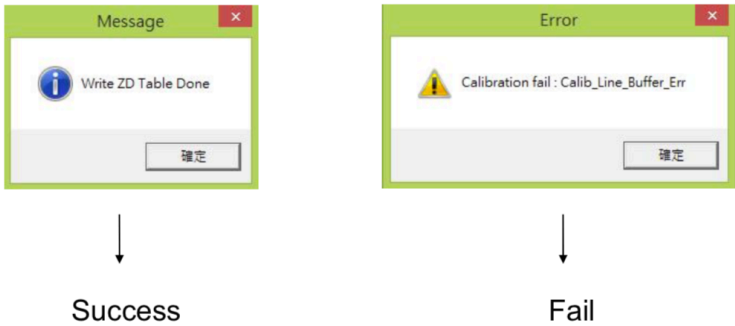 Message
Write ZD Table Done
確定
Error
Calibration fail : Calib_Line_Buffer_Err
確定
Success
Fail